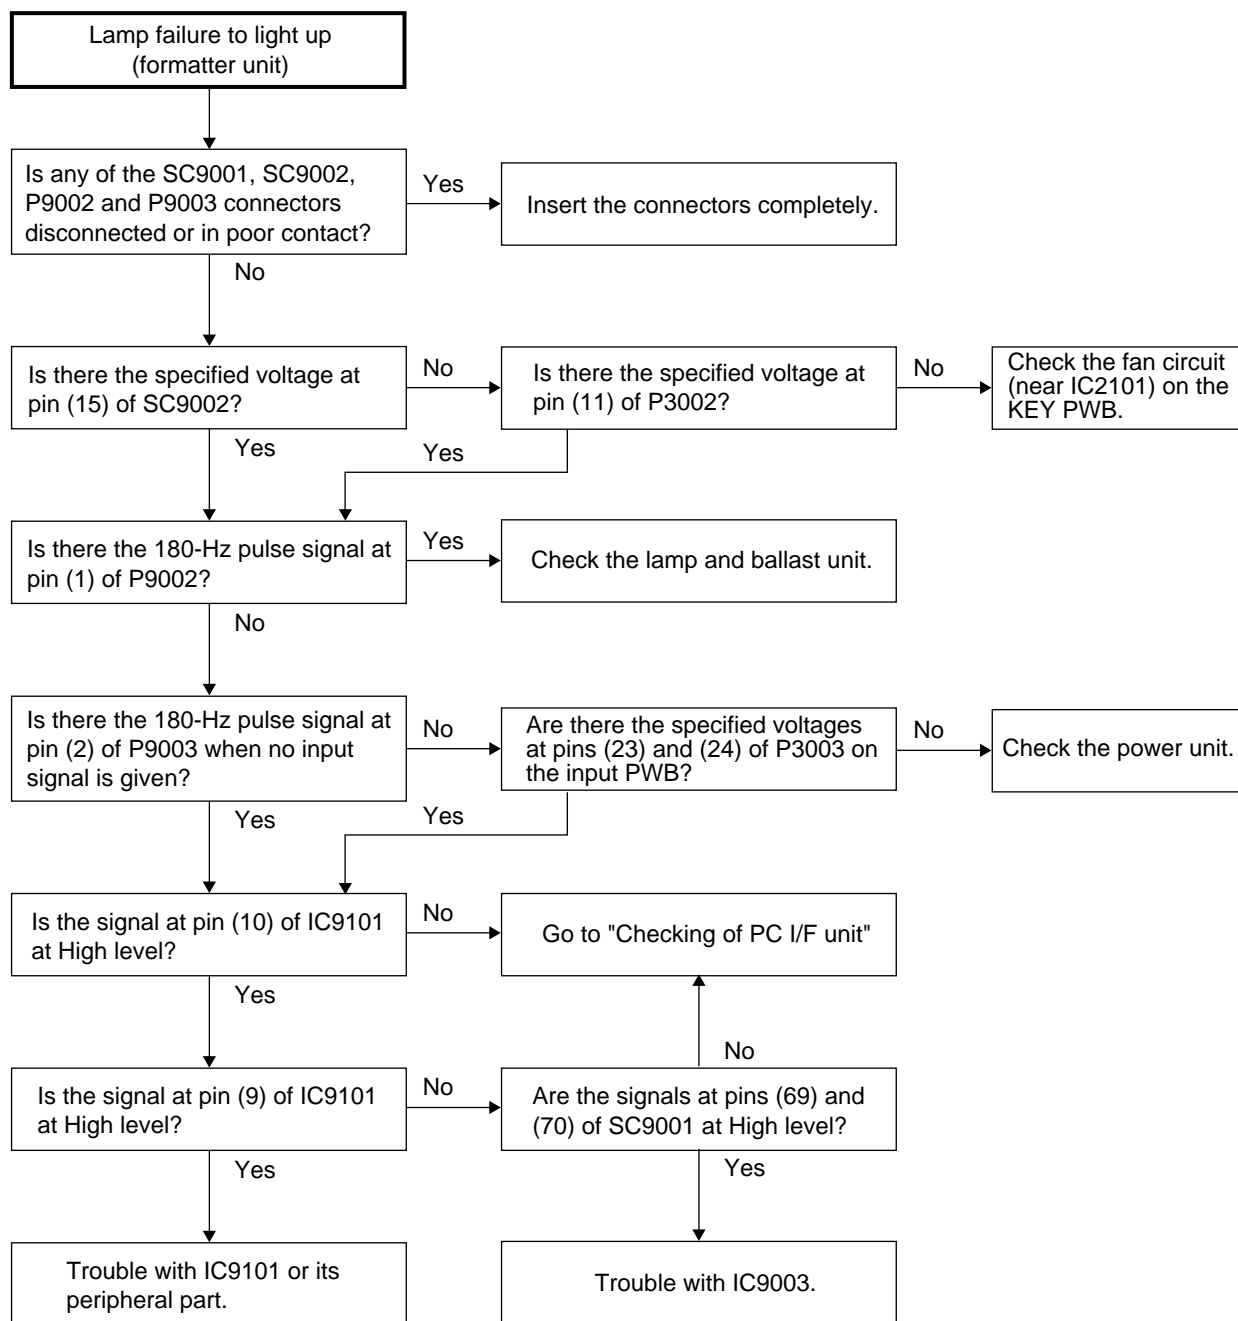 Lamp failure to light up
(formatter unit)
Is any of the SC9001, SC9002,
P9002 and P9003 connectors
disconnected or in poor contact?
Yes
Insert the connectors completely.
No
Is there the specified voltage at
pin (15) of SC9002?
No
Is there the specified voltage at
pin (11) of P3002?
No
Check the fan circuit
(near IC2101) on the
KEY PWB.
Yes
Yes
Is there the 180-Hz pulse signal at
pin (1) of P9002?
Yes
Check the lamp and ballast unit.
No
Is there the 180-Hz pulse signal at
pin (2) of P9003 when no input
signal is given?
No
Are there the specified voltages
at pins (23) and (24) of P3003 on
the input PWB?
No
Check the power unit.
Yes
Yes
Is the signal at pin (10) of IC9101
at High level?
No
Go to "Checking of PC I/F unit"
Yes
No
Is the signal at pin (9) of IC9101
at High level?
No
Are the signals at pins (69) and
(70) of SC9001 at High level?
Yes
Yes
Trouble with IC9101 or its
peripheral part.
Trouble with IC9003.